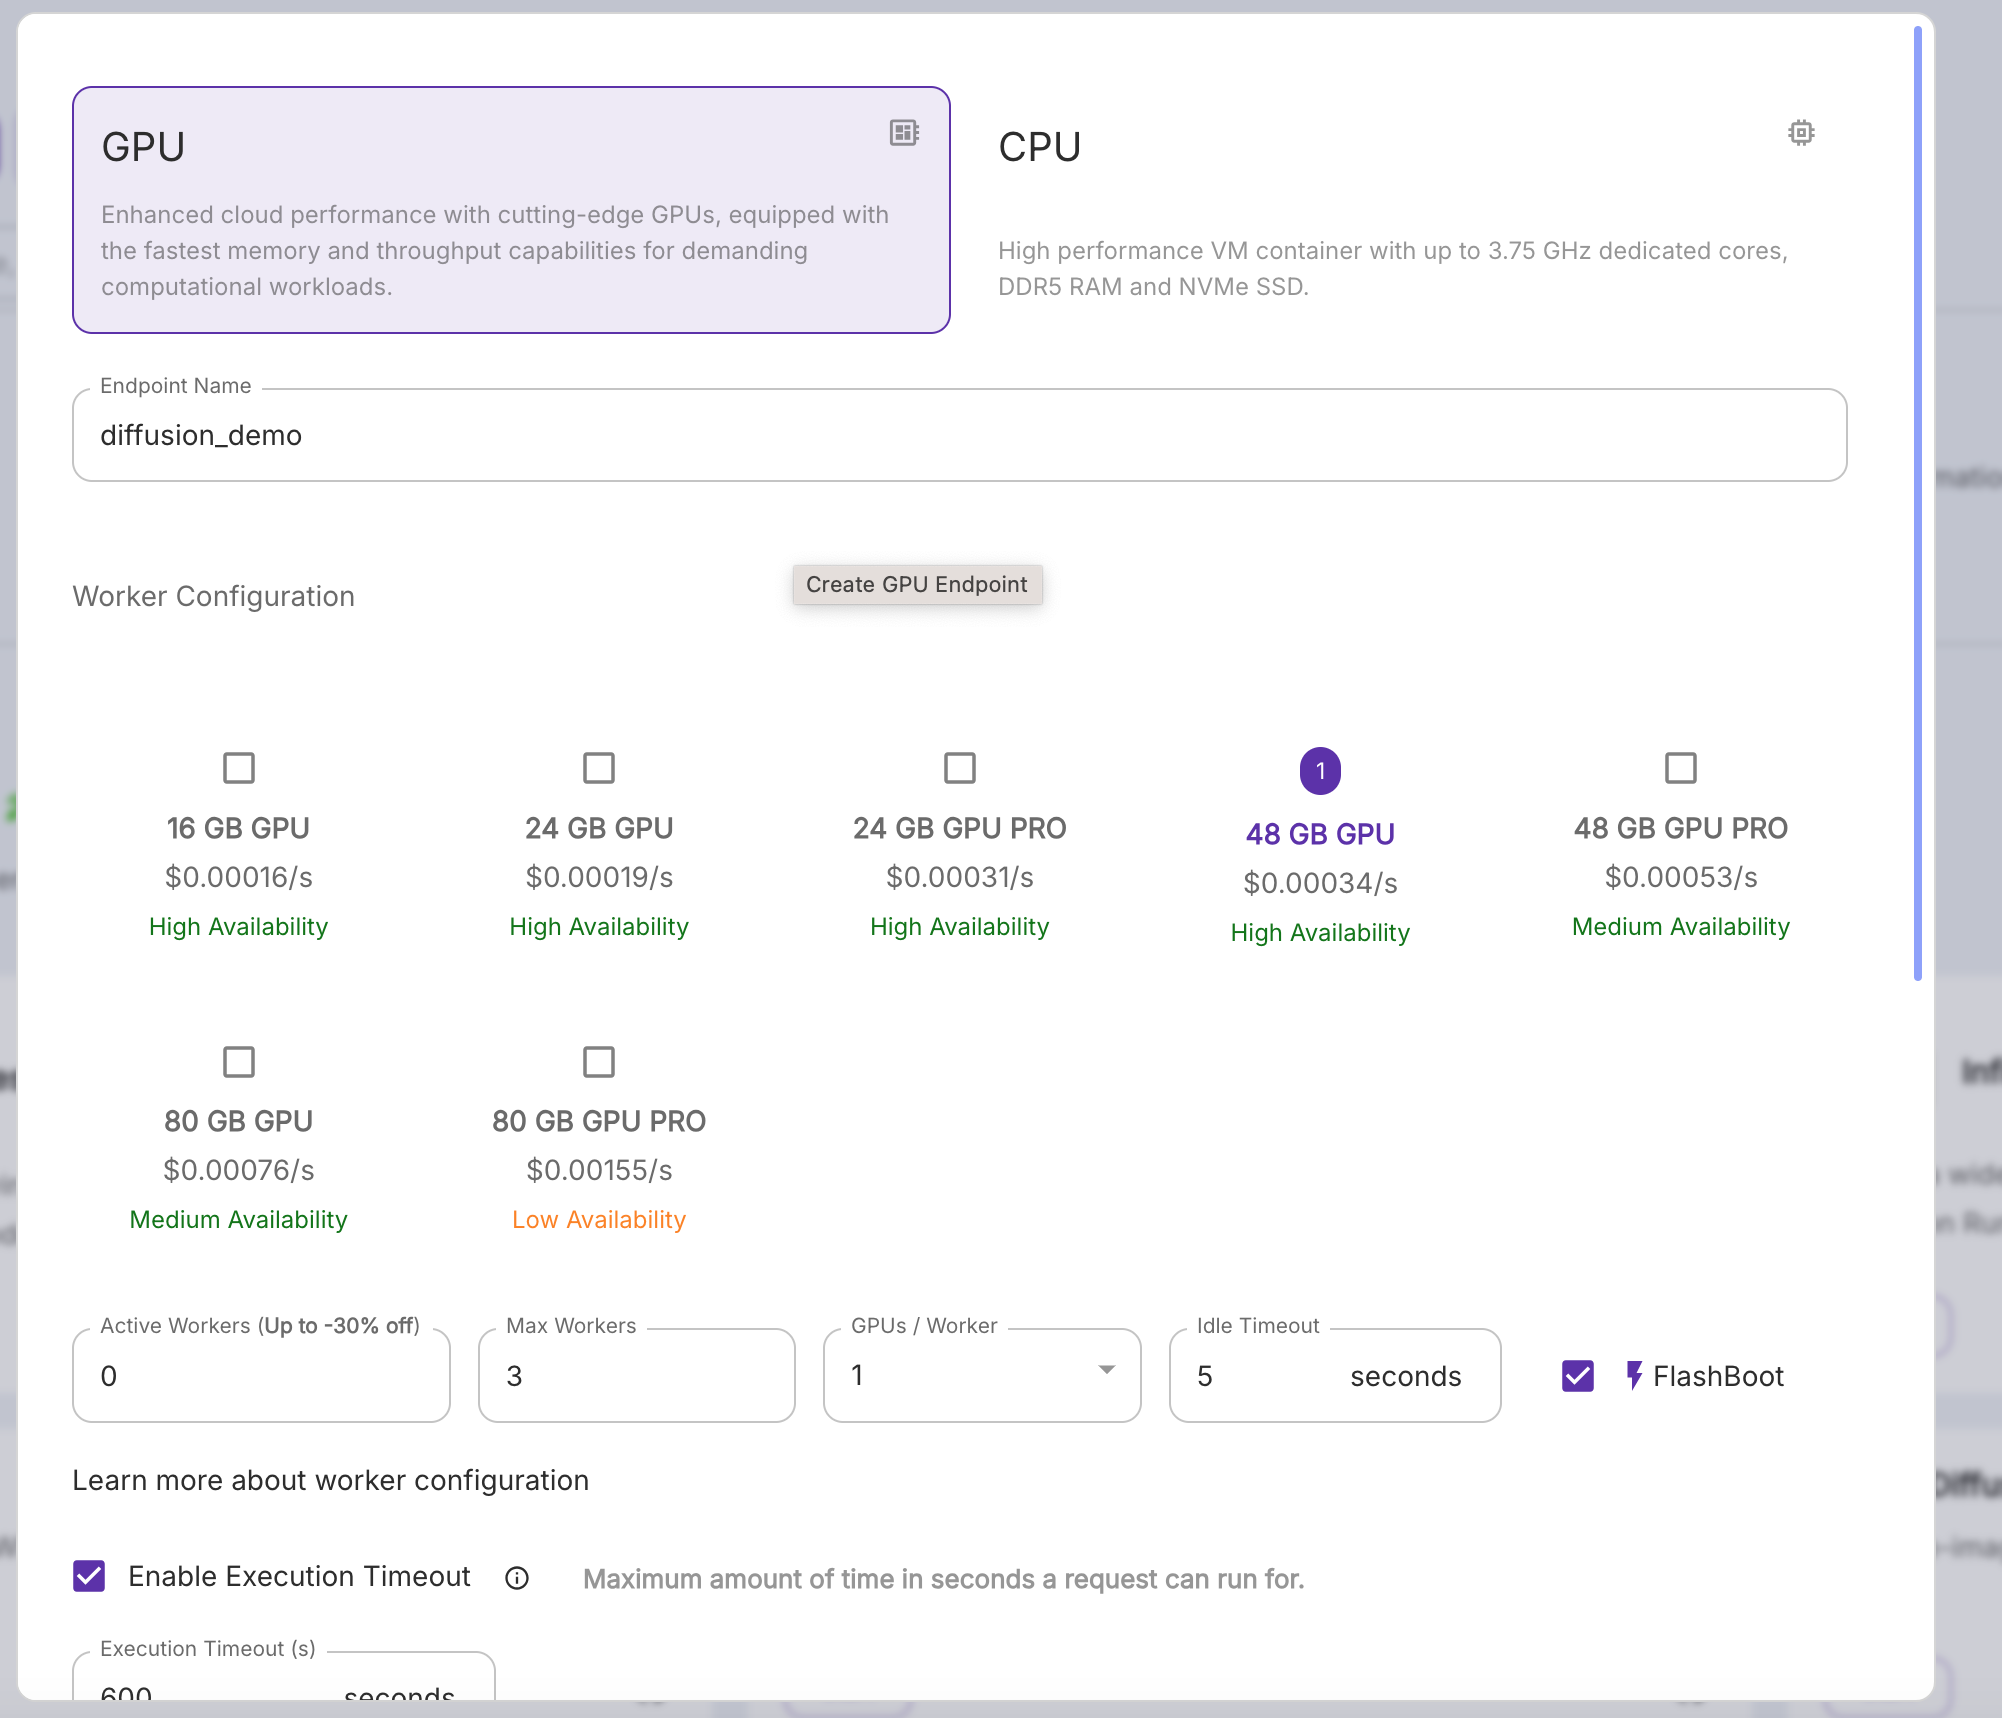 GPU
Enhanced cloud performance with cutting-edge GPUs, equipped with
the fastest memory and throughput capabilities for demanding
computational workloads.
CPU
High performance VM container with up to 3.75 GHz dedicated cores,
DDR5 RAM and NVMe SSD.
Endpoint Name
diffusion_demo
Worker Configuration
Create GPU Endpoint
16 GB GPU
$0.00016/s
High Availability
24 GB GPU
$0.00019/s
High Availability
24 GB GPU PRO
$0.00031/s
High Availability
1
48 GB GPU
$0.00034/s
High Availability
48 GB GPU PRO
$0.00053/s
Medium Availability
80 GB GPU
$0.00076/s
Medium Availability
80 GB GPU PRO
$0.00155/s
Low Availability
Active Workers (Up to -30% off)
0
Max Workers
3
GPUs / Worker
1
Idle Timeout
5 seconds
FlashBoot
Learn more about worker configuration
Enable Execution Timeout
Maximum amount of time in seconds a request can run for.
Execution Timeout (s)
600 seconds